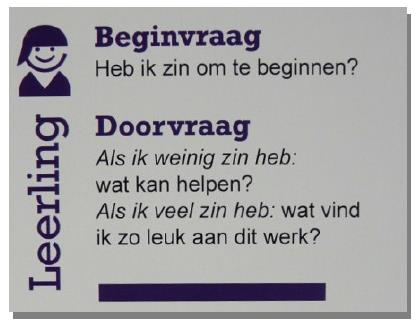 Beginvraag
Heb ik zin om te beginnen?
Doorvraag
Als ik weinig zin heb:
wat kan helpen?
Als ik veel zin heb: wat vind
ik zo leuk aan dit werk?
Leerling